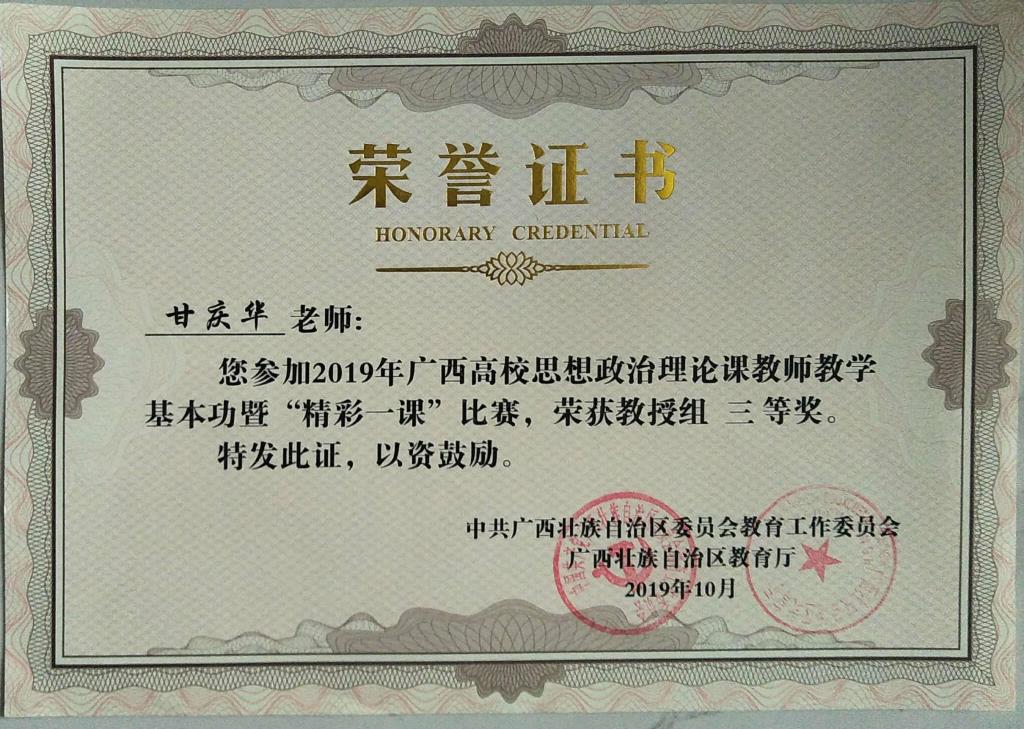 荣誉证书
HONORARY CREDENTIAL
甘庆华 老师:
您参加2019年广西高校思想政治理论课教师教学
基本功暨“精彩一课”比赛，荣获教授组 三 等奖。
特发此证，以资鼓励。
中共广西壮族自治区委员会教育工作委员会
广西壮族自治区教育厅
2019年10月